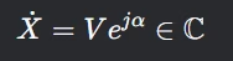 Ẋ = Ve^{jα} ∈ ℂ